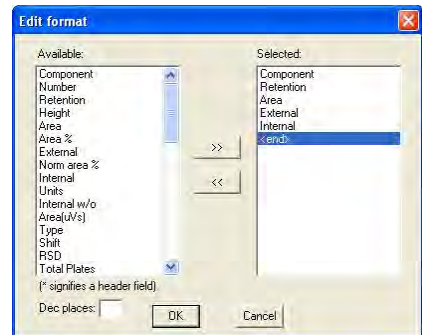 Edit format
Available:
Component
Number
Retention
Height
Area
Area %
External
Norm area %
Internal
Units
Internal w/o
Area(uVs)
Type
Shift
RSD
Total Plates
(* signifies a header field)
>>
<<
Selected:
Component
Retention
Area
External
Internal
<end>
Dec places:
OK
Cancel